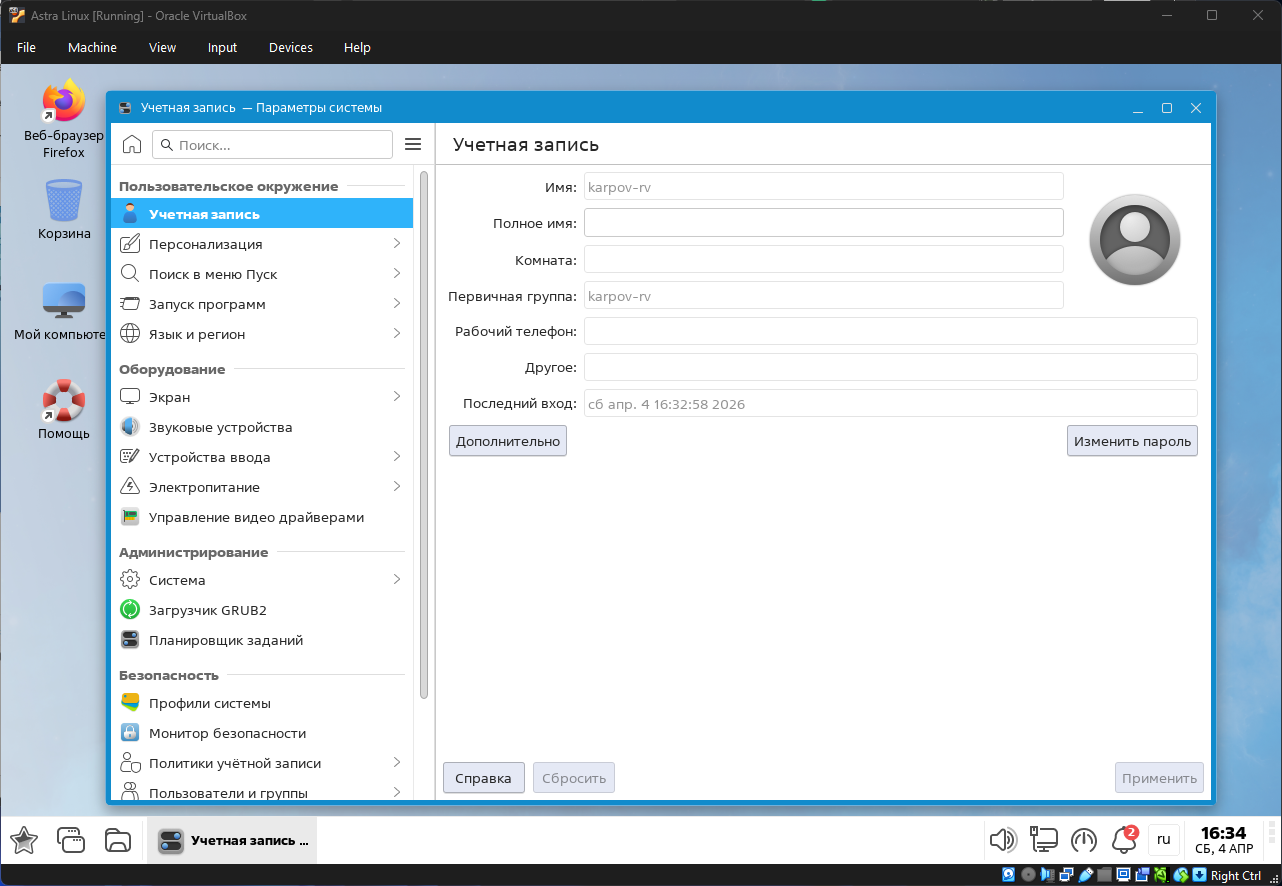 Astra Linux [Running] - Oracle VirtualBox
File Machine View Input Devices Help
Веб-браузер
Firefox
Корзина
Мой компьюте
Помощь
Учетная запись — Параметры системы
Поиск...
Пользовательское окружение
Учетная запись
Персонализация
Поиск в меню Пуск
Запуск программ
Язык и регион
Оборудование
Экран
Звуковые устройства
Устройства ввода
Электропитание
Управление видео драйверами
Администрирование
Система
Загрузчик GRUB2
Планировщик заданий
Безопасность
Профили системы
Монитор безопасности
Политики учётной записи
Пользователи и группы
Учетная запись
Имя: karpov-rv
Полное имя:
Комната:
Первичная группа: karpov-rv
Рабочий телефон:
Другое:
Последний вход: сб апр. 4 16:32:58 2026
Дополнительно
Изменить пароль
Справка
Сбросить
Применить
Учетная запись ...
2
ru
16:34
СБ, 4 АПР
Right Ctrl